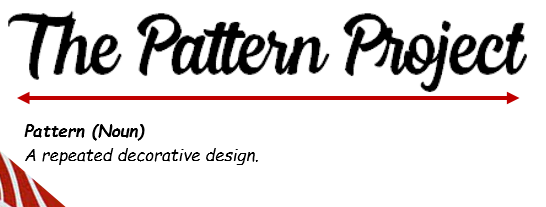 The Pattern Project
Pattern (Noun)
A repeated decorative design.